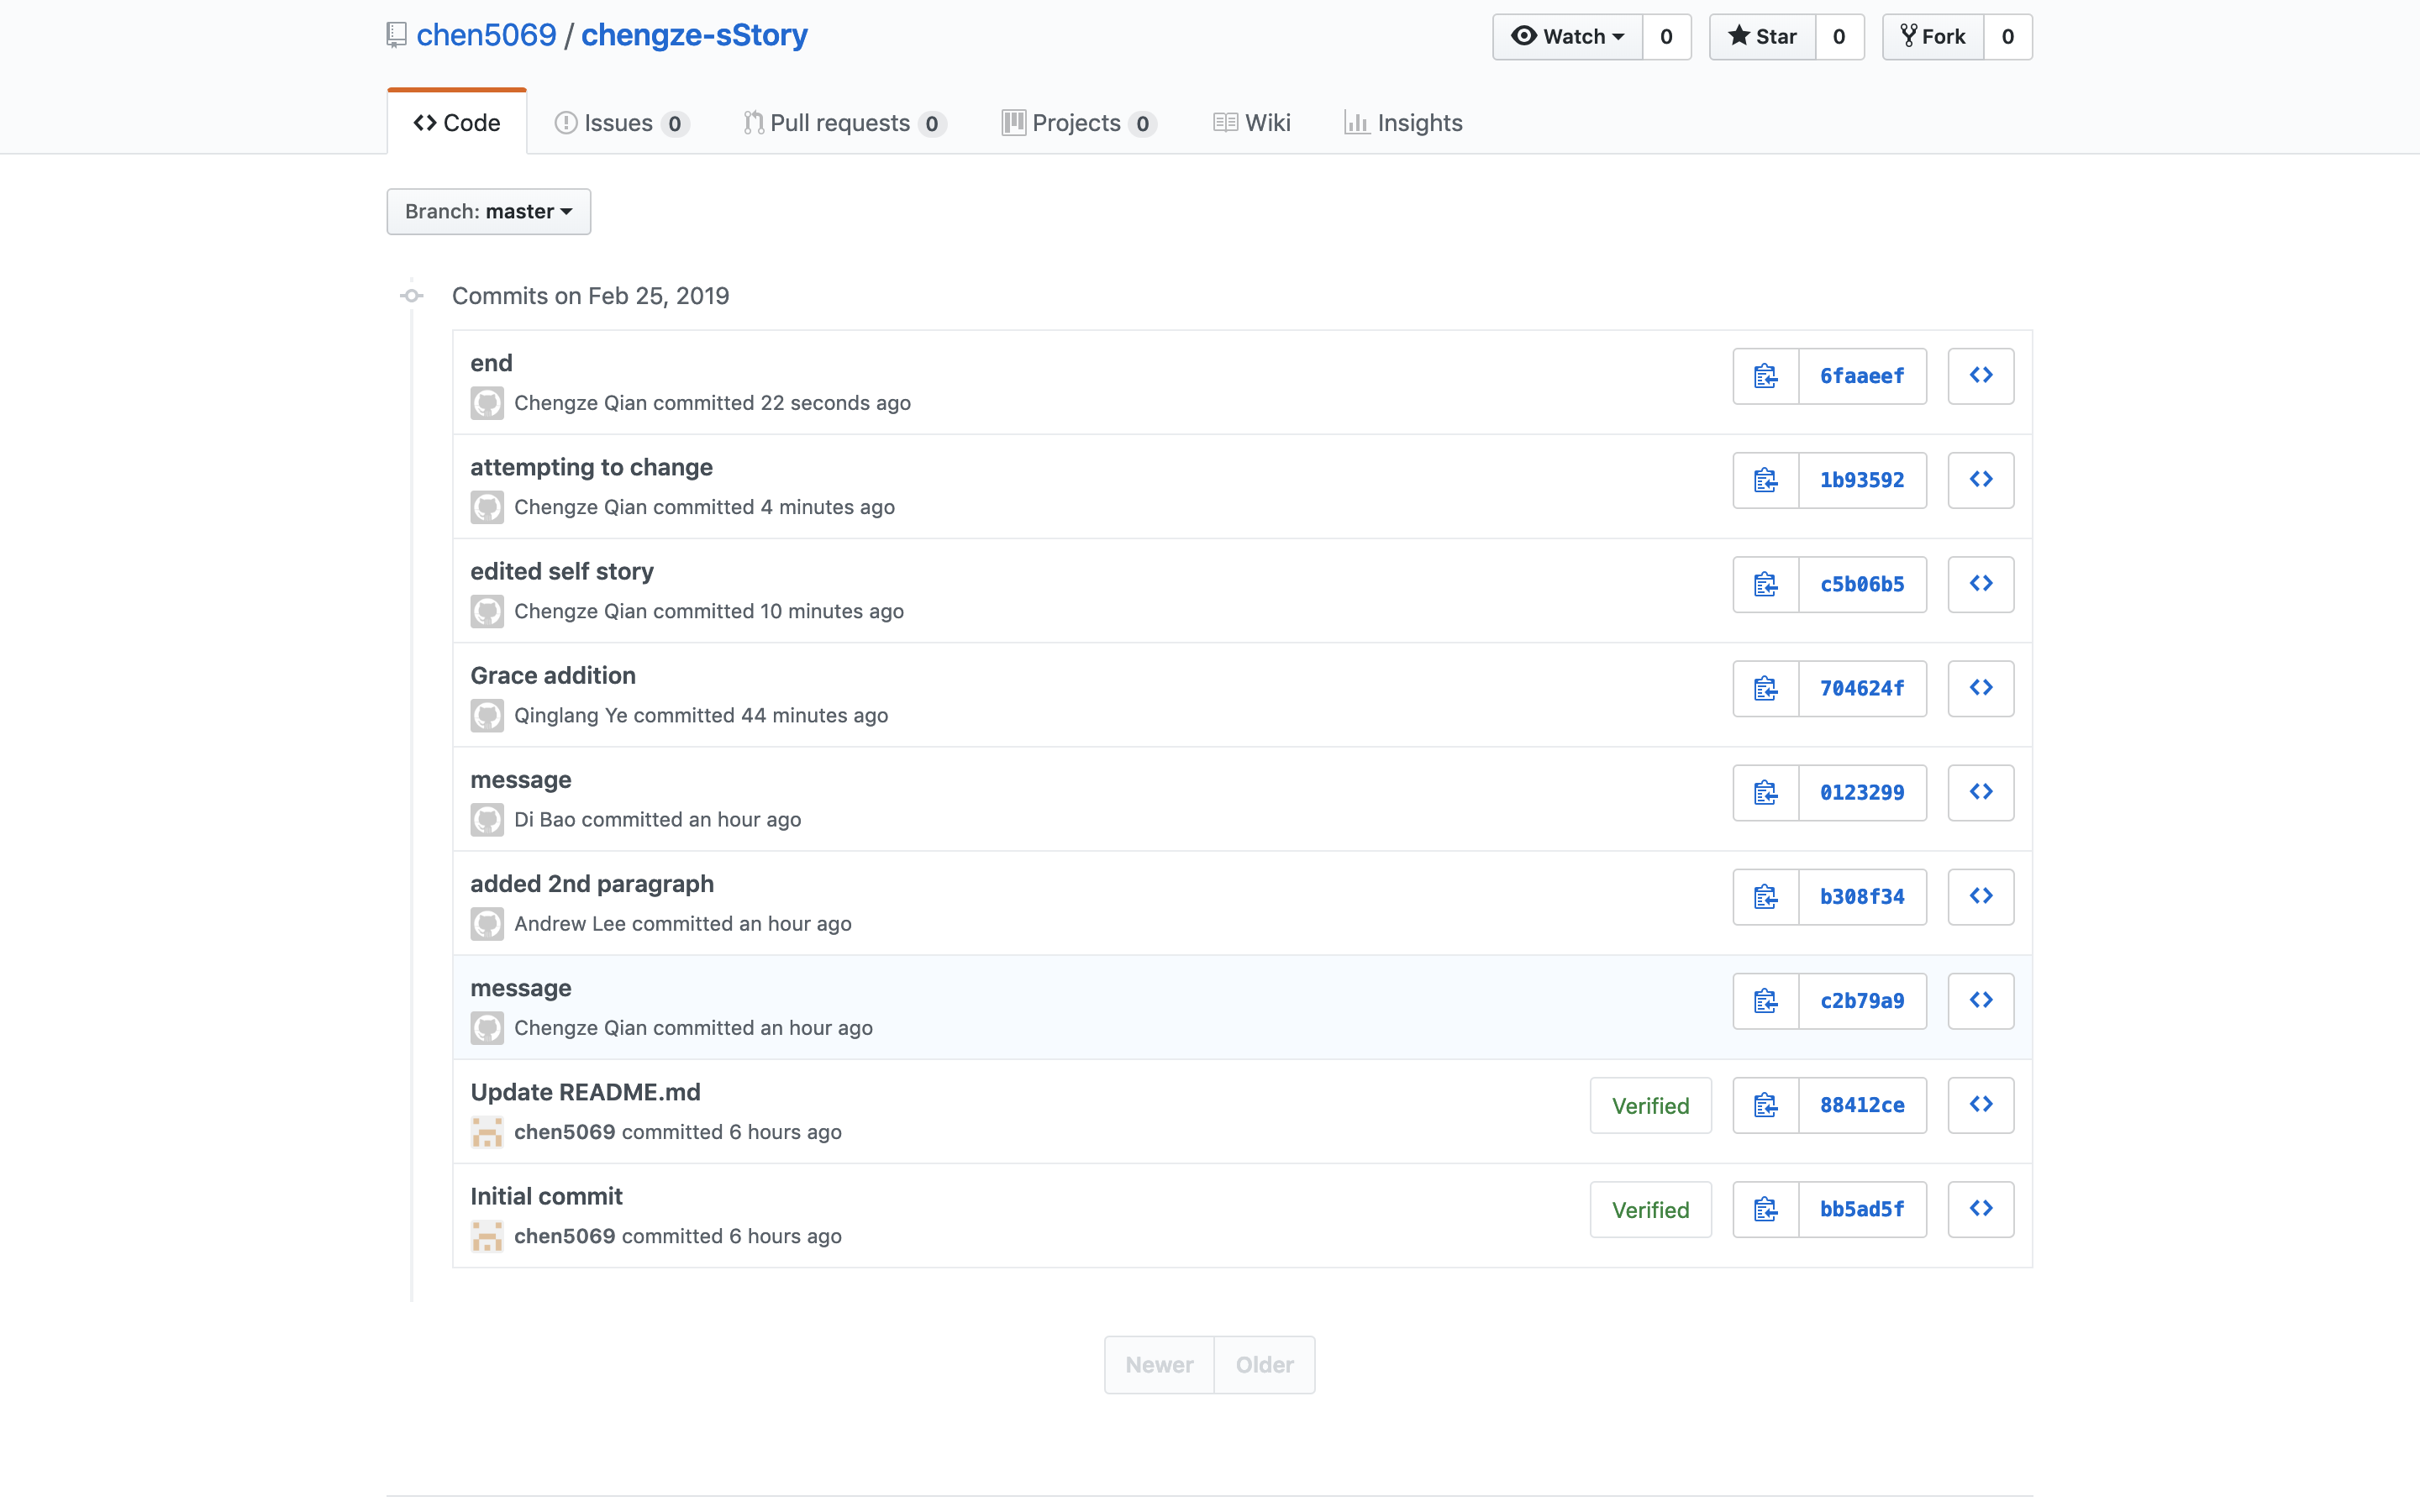 chen5069 / chengze-sStory
Watch 0 Star 0 Fork 0
Code Issues 0 Pull requests 0 Projects 0 Wiki Insights
Branch: master
Commits on Feb 25, 2019
end
Chengze Qian committed 22 seconds ago
6faaeef
attempting to change
Chengze Qian committed 4 minutes ago
1b93592
edited self story
Chengze Qian committed 10 minutes ago
c5b06b5
Grace addition
Qinglang Ye committed 44 minutes ago
704624f
message
Di Bao committed an hour ago
0123299
added 2nd paragraph
Andrew Lee committed an hour ago
b308f34
message
Chengze Qian committed an hour ago
c2b79a9
Update README.md
chen5069 committed 6 hours ago
Verified 88412ce
Initial commit
chen5069 committed 6 hours ago
Verified bb5ad5f
Newer Older